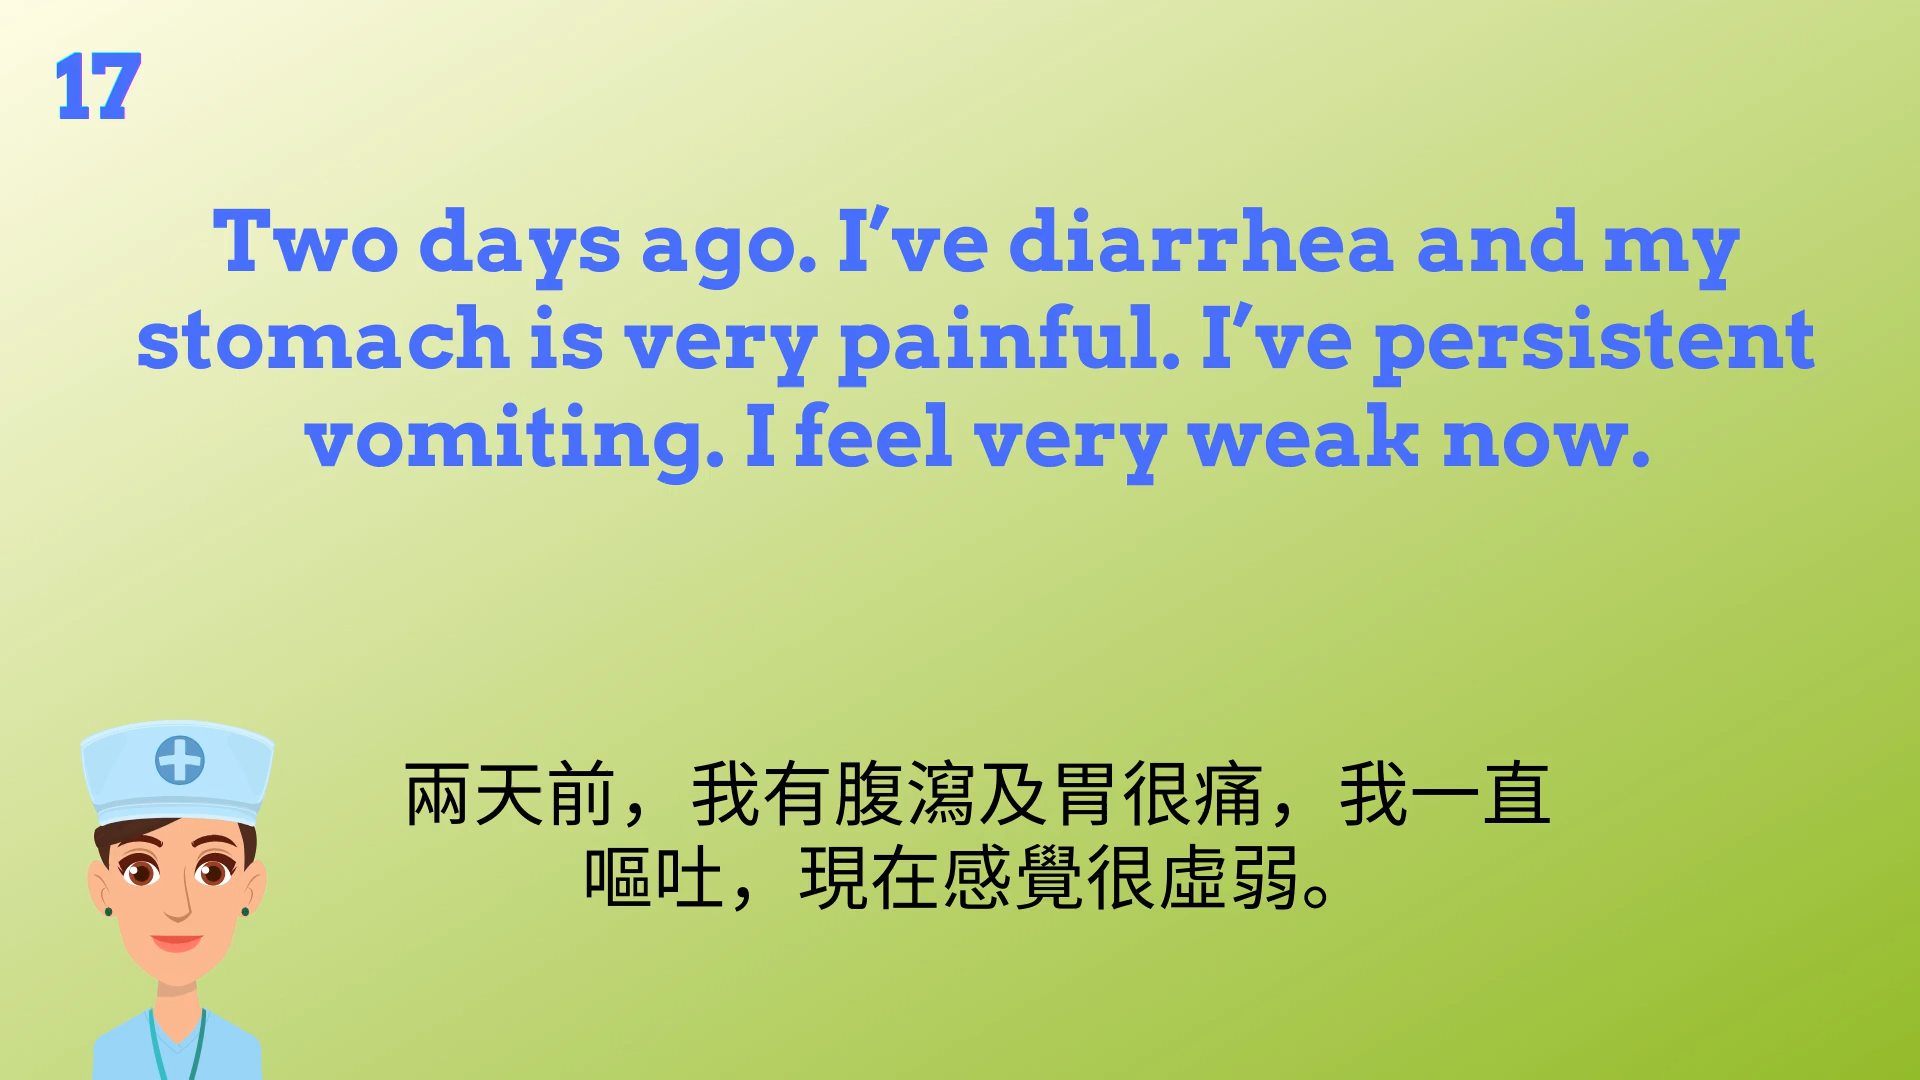 17
Two days ago. I’ve diarrhea and my
stomach is very painful. I’ve persistent
vomiting. I feel very weak now.
兩天前，我有腹瀉及胃很痛，我一直
嘔吐，現在感覺很虛弱。